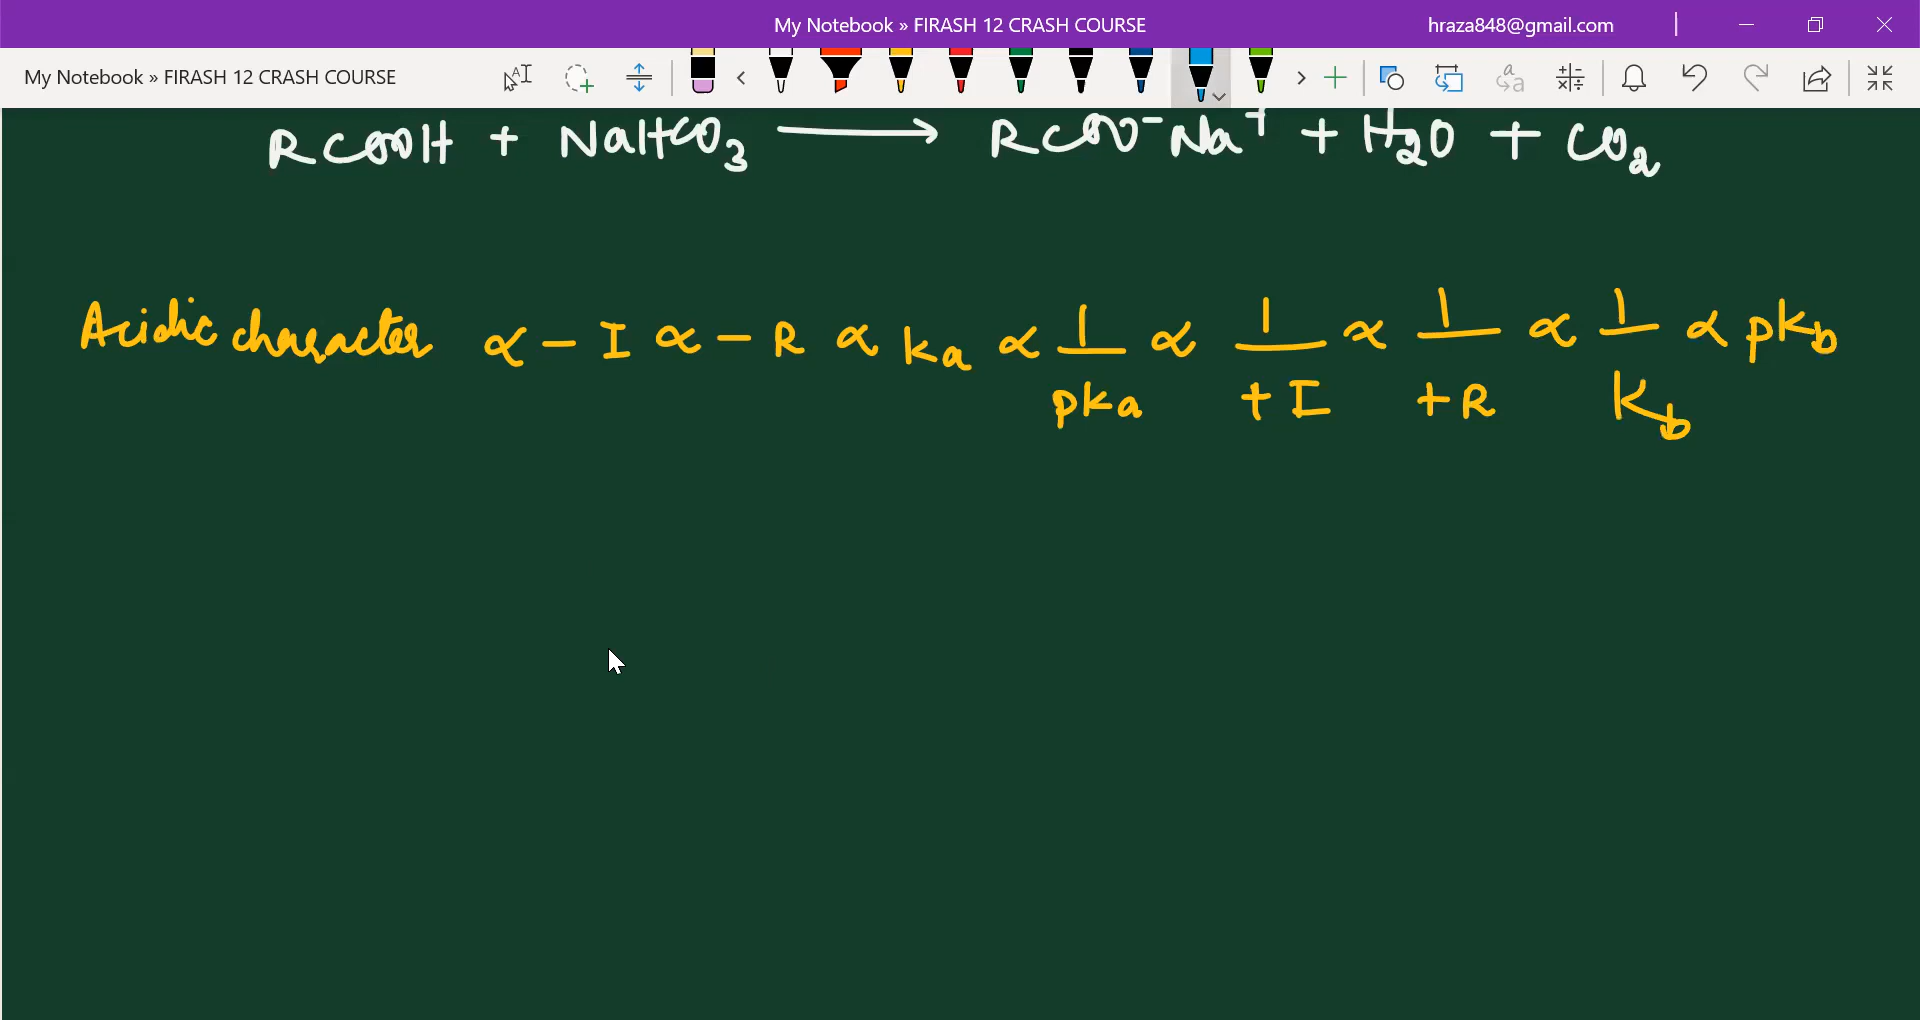 My Notebook » FIRASH 12 CRASH COURSE
hraza848@gmail.com
My Notebook » FIRASH 12 CRASH COURSE
RCOOH + NaHCO3 ⟶ RCOO⁻Na⁺ + H2O + CO2
Acidic character ∝ - I ∝ - R ∝ ka ∝ 1/pka ∝ 1/+I ∝ 1/+R ∝ 1/Kb ∝ pKb